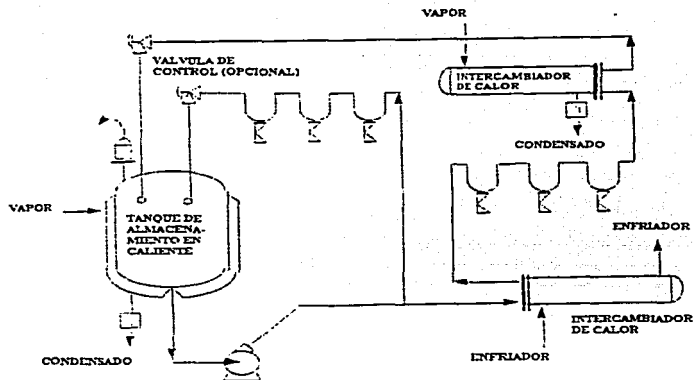 VAPOR
VALVULA DE
CONTROL (OPCIONAL)
INTERCAMBIADOR
DE CALOR
CONDENSADO
VAPOR
TANQUE DE
ALMACENA-
MIENTO EN
CALIENTE
ENFRIADOR
INTERCAMBIADOR
DE CALOR
ENFRIADOR
CONDENSADO